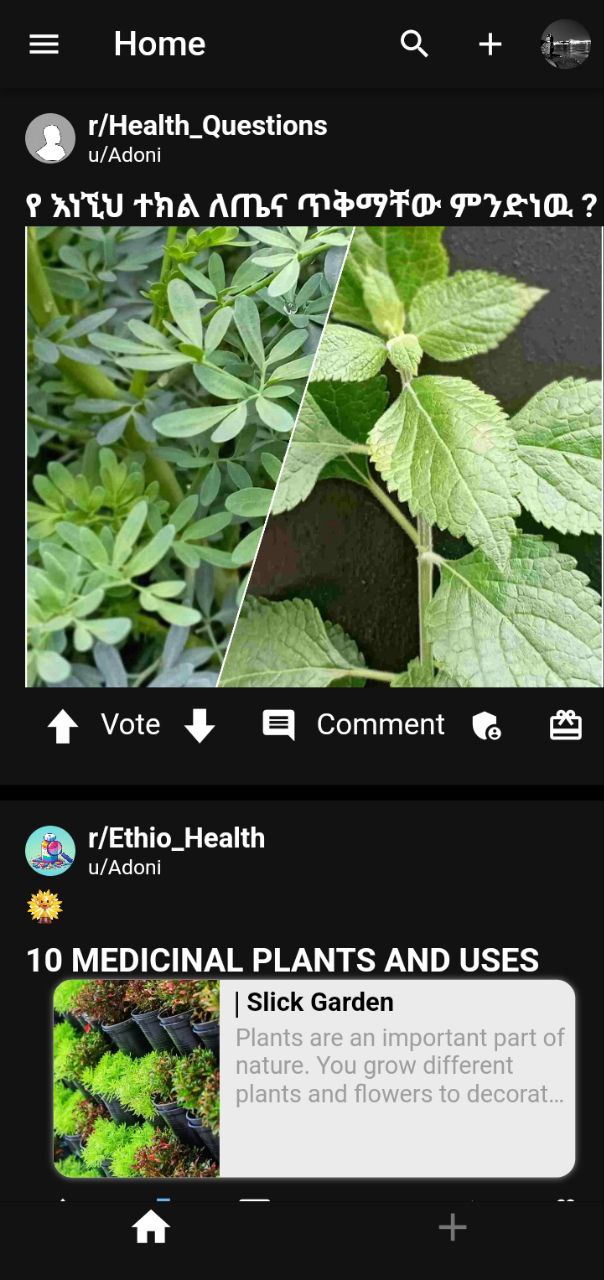 Home
r/Health_Questions
u/Adoni
የ እነኚህ ተክል ለጤና ጥቅማቸው ምንድነዉ ?
Vote
Comment
r/Ethio_Health
u/Adoni
10 MEDICINAL PLANTS AND USES
| Slick Garden
Plants are an important part of
nature. You grow different
plants and flowers to decorat...